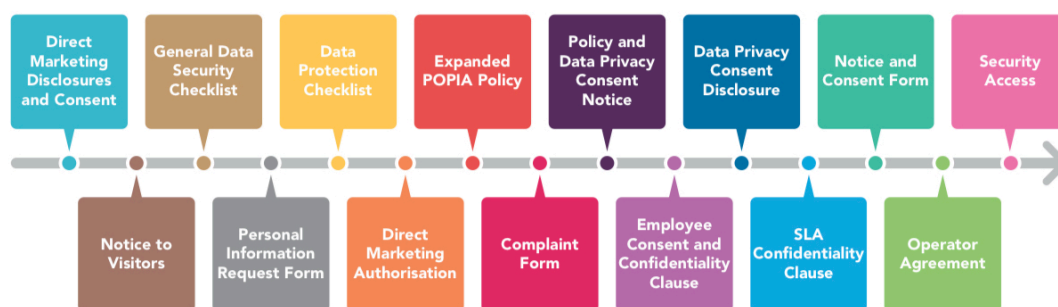 Direct
Marketing
Disclosures
and Consent
General Data
Security
Checklist
Data
Protection
Checklist
Expanded
POPIA Policy
Policy and
Data Privacy
Consent
Notice
Data Privacy
Consent
Disclosure
Notice and
Consent Form
Security
Access
Notice to
Visitors
Personal
Information
Request Form
Direct
Marketing
Authorisation
Complaint
Form
Employee
Consent and
Confidentiality
Clause
SLA
Confidentiality
Clause
Operator
Agreement